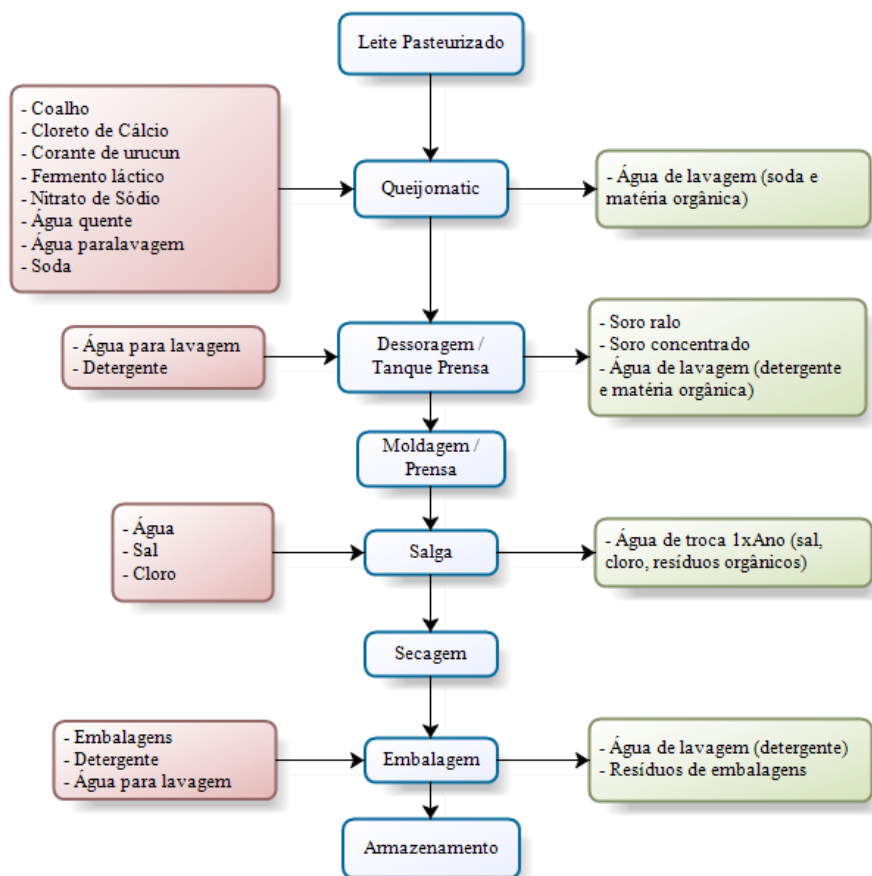 Leite Pasteurizado
- Coalho
- Cloreto de Cálcio
- Corante de urucun
- Fermento láctico
- Nitrato de Sódio
- Água quente
- Água paralavagem
- Soda
Queijomatic
- Água de lavagem (soda e
matéria orgânica)
- Água para lavagem
- Detergente
Dessoragem /
Tanque Prensa
- Soro ralo
- Soro concentrado
- Água de lavagem (detergente
e matéria orgânica)
Moldagem /
Prensa
- Água
- Sal
- Cloro
Salga
- Água de troca 1xAno (sal,
cloro, resíduos orgânicos)
Secagem
- Embalagens
- Detergente
- Água para lavagem
Embalagem
- Água de lavagem (detergente)
- Resíduos de embalagens
Armazenamento